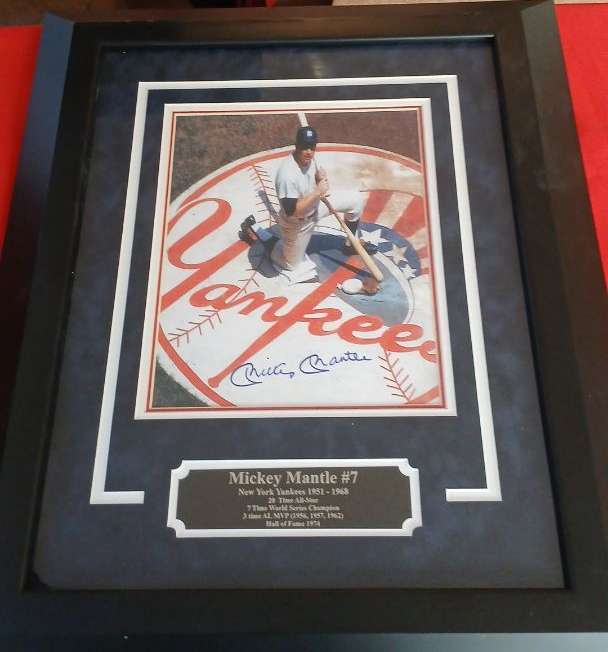 Yankees
Mickey Mantle
Mickey Mantle #7
New York Yankees 1951 - 1968
20 Time All-Star
7 Time World Series Champion
3 time AL MVP (1956, 1957, 1962)
Hall of Fame 1974